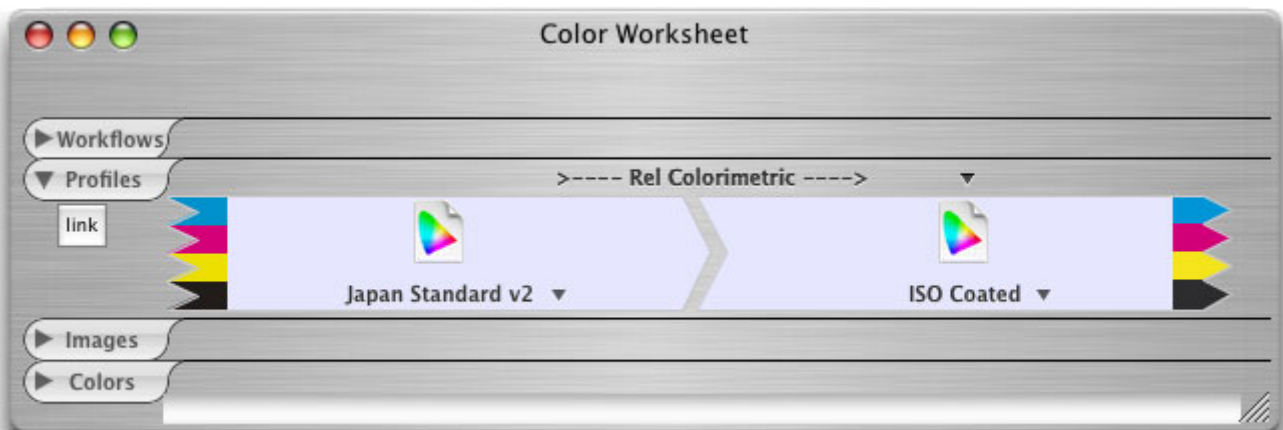 Color Worksheet
Workflows
Profiles
>----- Rel Colorimetric ---->
link
Japan Standard v2
ISO Coated
Images
Colors